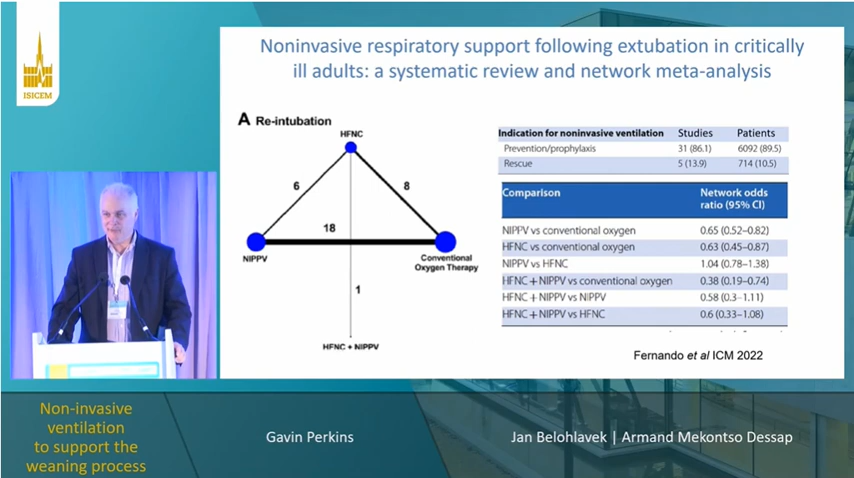 ISICEM
Noninvasive respiratory support following extubation in critically
ill adults: a systematic review and network meta-analysis
A Re-intubation
HFNC
6
8
18
NIPPV
Conventional
Oxygen Therapy
1
HFNC + NIPPV
Indication for noninvasive ventilation Studies Patients
Prevention/prophylaxis 31 (86.1) 6092 (89.5)
Rescue 5 (13.9) 714 (10.5)
Comparison Network odds
ratio (95% CI)
NIPPV vs conventional oxygen 0.65 (0.52–0.82)
HFNC vs conventional oxygen 0.63 (0.45–0.87)
NIPPV vs HFNC 1.04 (0.78–1.38)
HFNC + NIPPV vs conventional oxygen 0.38 (0.19–0.74)
HFNC + NIPPV vs NIPPV 0.58 (0.3–1.11)
HFNC + NIPPV vs HFNC 0.6 (0.33–1.08)
Fernando et al ICM 2022
Non-invasive
ventilation
to support the
weaning process
Gavin Perkins
Jan Belohlavek | Armand Mekontso Dessap